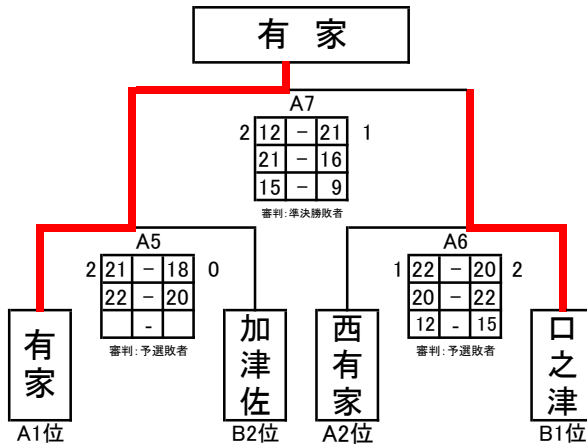 有家
A7
2 12 － 21 1
21 － 16
15 － 9
審判：準決勝敗者
A5
2 21 － 18 0
22 － 20
-
審判：予選敗者
A6
1 22 － 20 2
20 － 22
12 - 15
審判：予選敗者
有家
加津佐
西有家
口之津
A1位
B2位
A2位
B1位